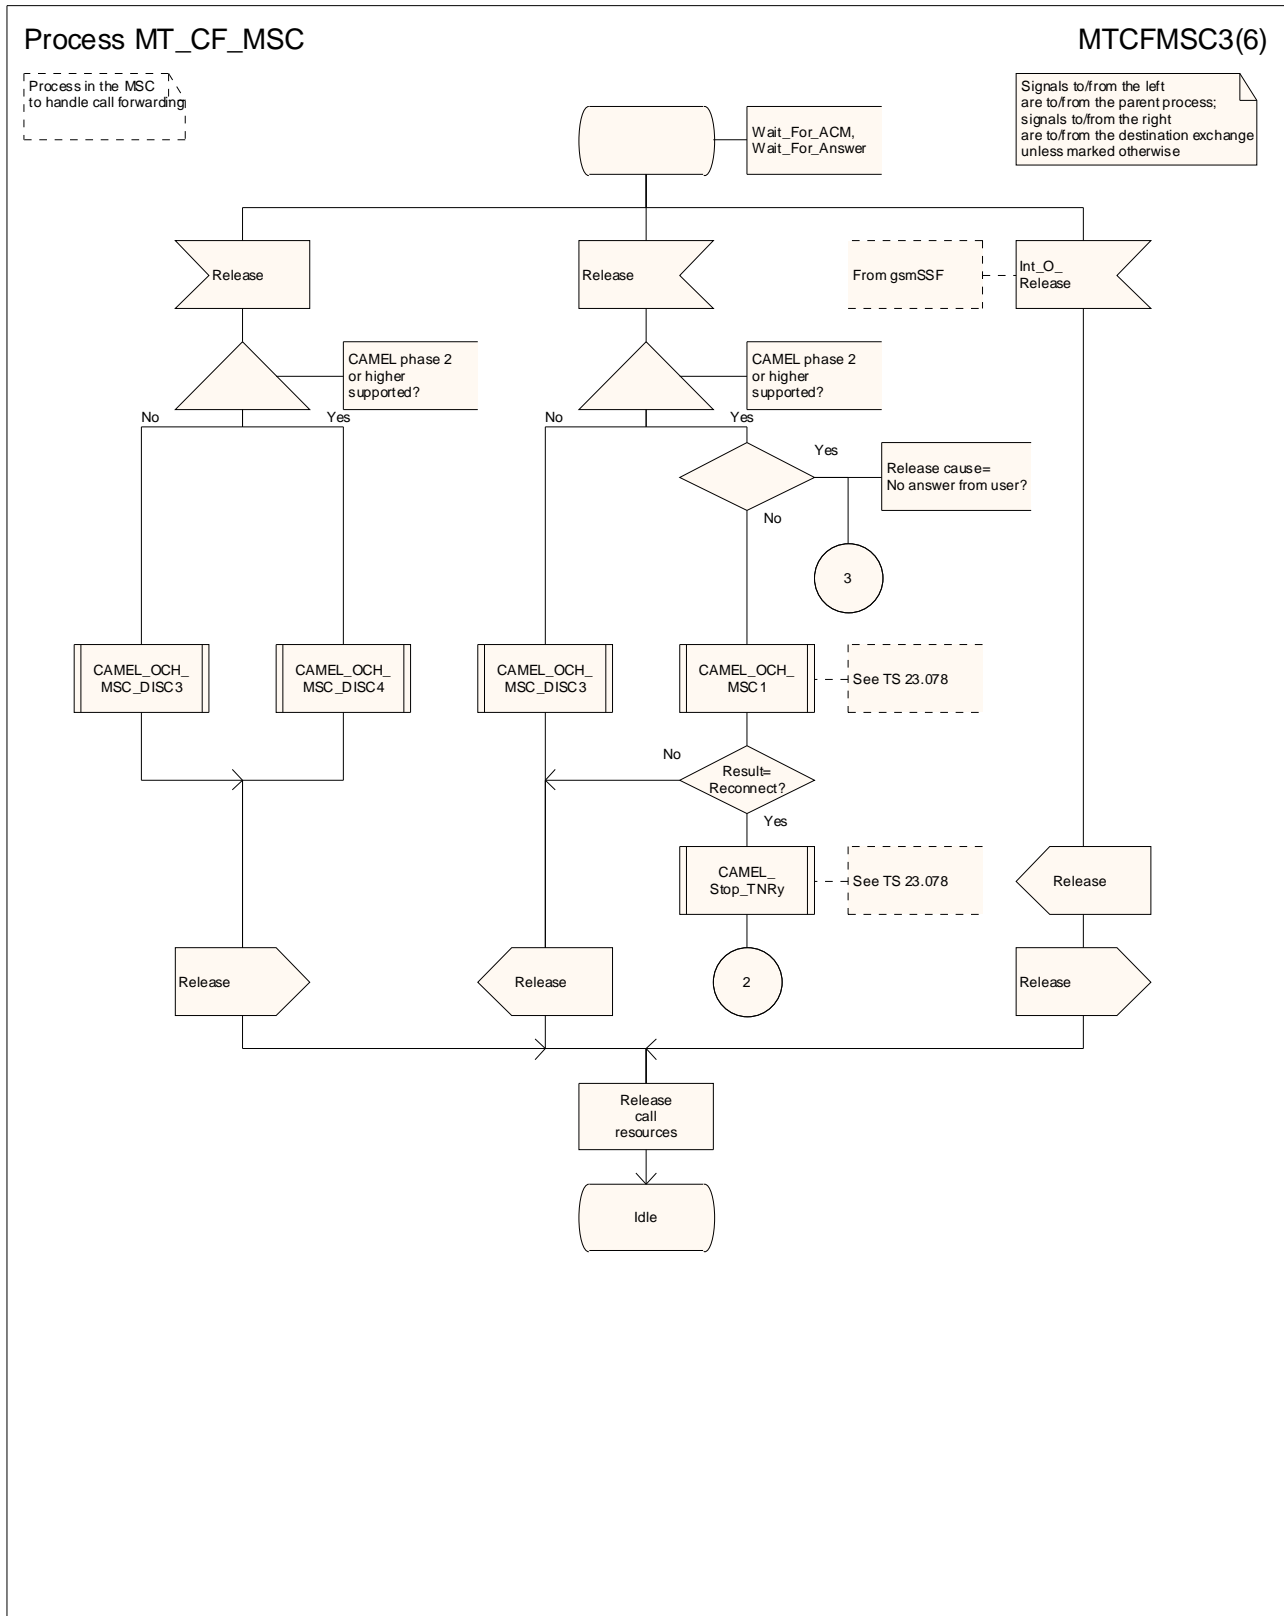 Process MT_CF_MSC
MTCFMSC3(6)
Process in the MSC
to handle call forwarding
Signals to/from the left
are to/from the parent process;
signals to/from the right
are to/from the destination exchange
unless marked otherwise
Wait_For_ACM,
Wait_For_Answer
Release
Release
From gsmSSF
Int_O_
Release
CAMEL phase 2
or higher
supported?
CAMEL phase 2
or higher
supported?
No
Yes
No
Yes
Yes
Release cause=
No answer from user?
No
3
CAMEL_OCH_
MSC_DISC3
CAMEL_OCH_
MSC_DISC4
CAMEL_OCH_
MSC_DISC3
CAMEL_OCH_
MSC1
See TS 23.078
No
Result=
Reconnect?
Yes
CAMEL_
Stop_TNRy
See TS 23.078
Release
Release
Release
2
Release
Release
call
resources
Idle